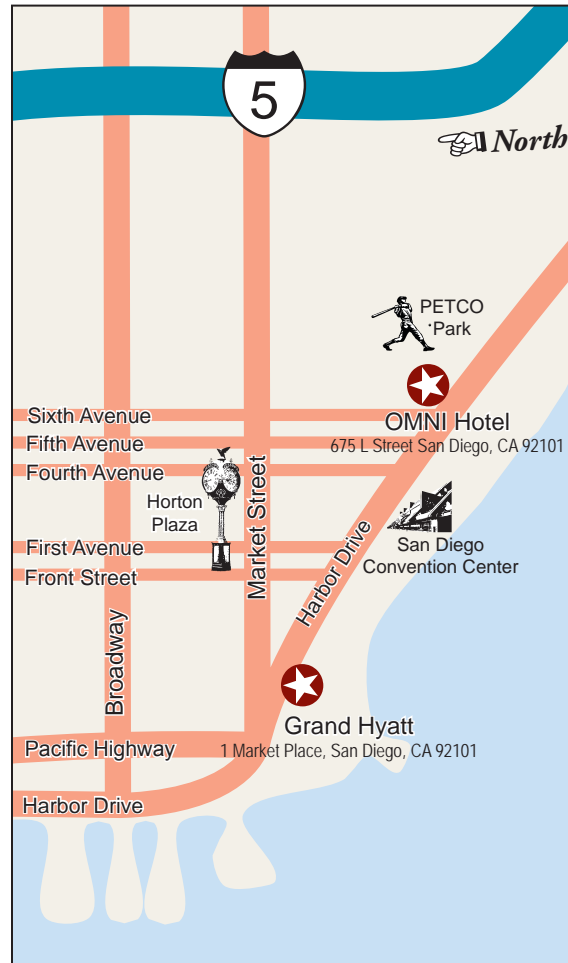 5
North
PETCO
Park
OMNI Hotel
675 L Street San Diego, CA 92101
Sixth Avenue
Fifth Avenue
Fourth Avenue
Horton
Plaza
Market Street
First Avenue
Front Street
Harbor Drive
San Diego
Convention Center
Broadway
Grand Hyatt
1 Market Place, San Diego, CA 92101
Pacific Highway
Harbor Drive